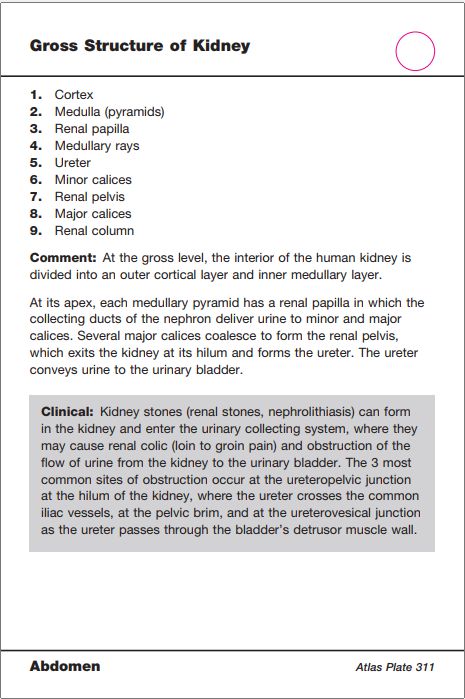 Gross Structure of Kidney
1. Cortex
2. Medulla (pyramids)
3. Renal papilla
4. Medullary rays
5. Ureter
6. Minor calices
7. Renal pelvis
8. Major calices
9. Renal column
Comment: At the gross level, the interior of the human kidney is
divided into an outer cortical layer and inner medullary layer.
At its apex, each medullary pyramid has a renal papilla in which the
collecting ducts of the nephron deliver urine to minor and major
calices. Several major calices coalesce to form the renal pelvis,
which exits the kidney at its hilum and forms the ureter. The ureter
conveys urine to the urinary bladder.
Clinical: Kidney stones (renal stones, nephrolithiasis) can form
in the kidney and enter the urinary collecting system, where they
may cause renal colic (loin to groin pain) and obstruction of the
flow of urine from the kidney to the urinary bladder. The 3 most
common sites of obstruction occur at the ureteropelvic junction
at the hilum of the kidney, where the ureter crosses the common
iliac vessels, at the pelvic brim, and at the ureterovesical junction
as the ureter passes through the bladder's detrusor muscle wall.
Abdomen
Atlas Plate 311